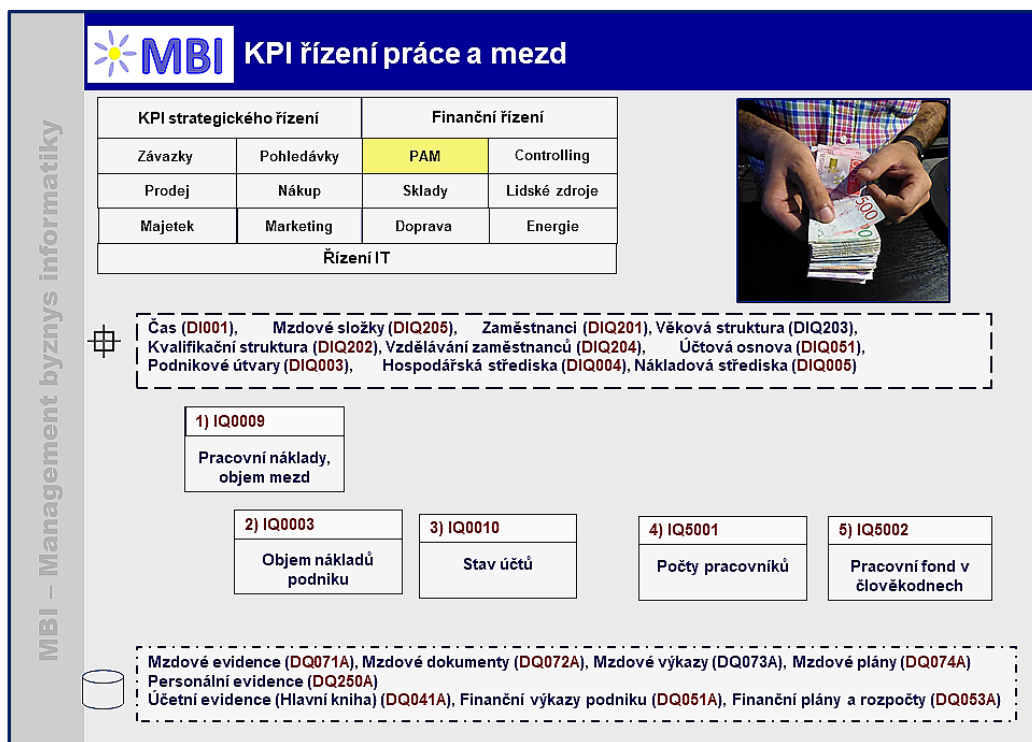 MBI – Management byznys informatiky
MBI KPI řízení práce a mezd
KPI strategického řízení Finanční řízení
Závazky Pohledávky PAM Controlling
Prodej Nákup Sklady Lidské zdroje
Majetek Marketing Doprava Energie
Řízení IT
Čas (DI001), Mzdové složky (DIQ205), Zaměstnanci (DIQ201), Věková struktura (DIQ203),
Kvalifikační struktura (DIQ202), Vzdělávání zaměstnanců (DIQ204), Účtová osnova (DIQ051),
Podnikové útvary (DIQ003), Hospodářská střediska (DIQ004), Nákladová střediska (DIQ005)
1) IQ0009
Pracovní náklady,
objem mezd
2) IQ0003
Objem nákladů
podniku
3) IQ0010
Stav účtů
4) IQ5001
Počty pracovníků
5) IQ5002
Pracovní fond v
člověkodnech
Mzdové evidence (DQ071A), Mzdové dokumenty (DQ072A), Mzdové výkazy (DQ073A), Mzdové plány (DQ074A)
Personální evidence (DQ250A)
Účetní evidence (Hlavní kniha) (DQ041A), Finanční výkazy podniku (DQ051A), Finanční plány a rozpočty (DQ053A)
500